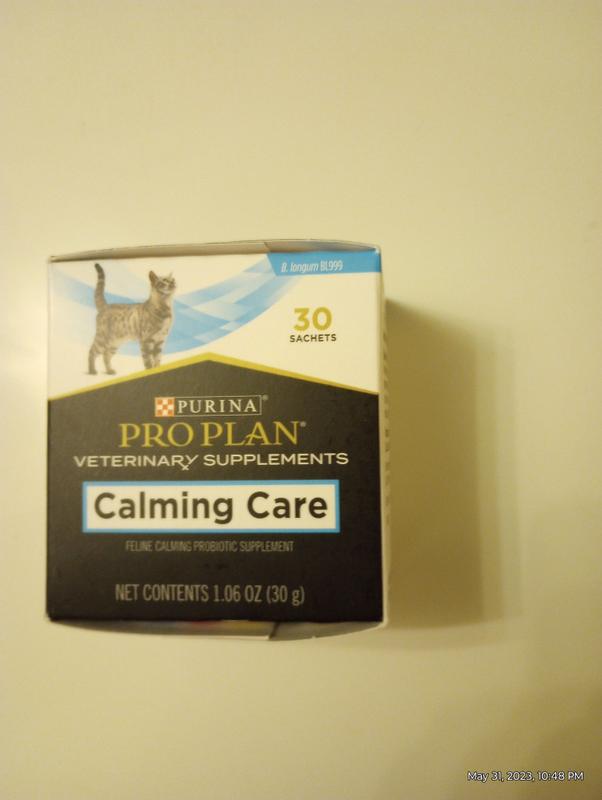 B. longum BL999
30
SACHETS
PURINA®
PRO PLAN®
VETERINARY SUPPLEMENTS
Calming Care
FELINE CALMING PROBIOTIC SUPPLEMENT
NET CONTENTS 1.06 OZ (30 g)
May 31, 2023, 10:48 PM